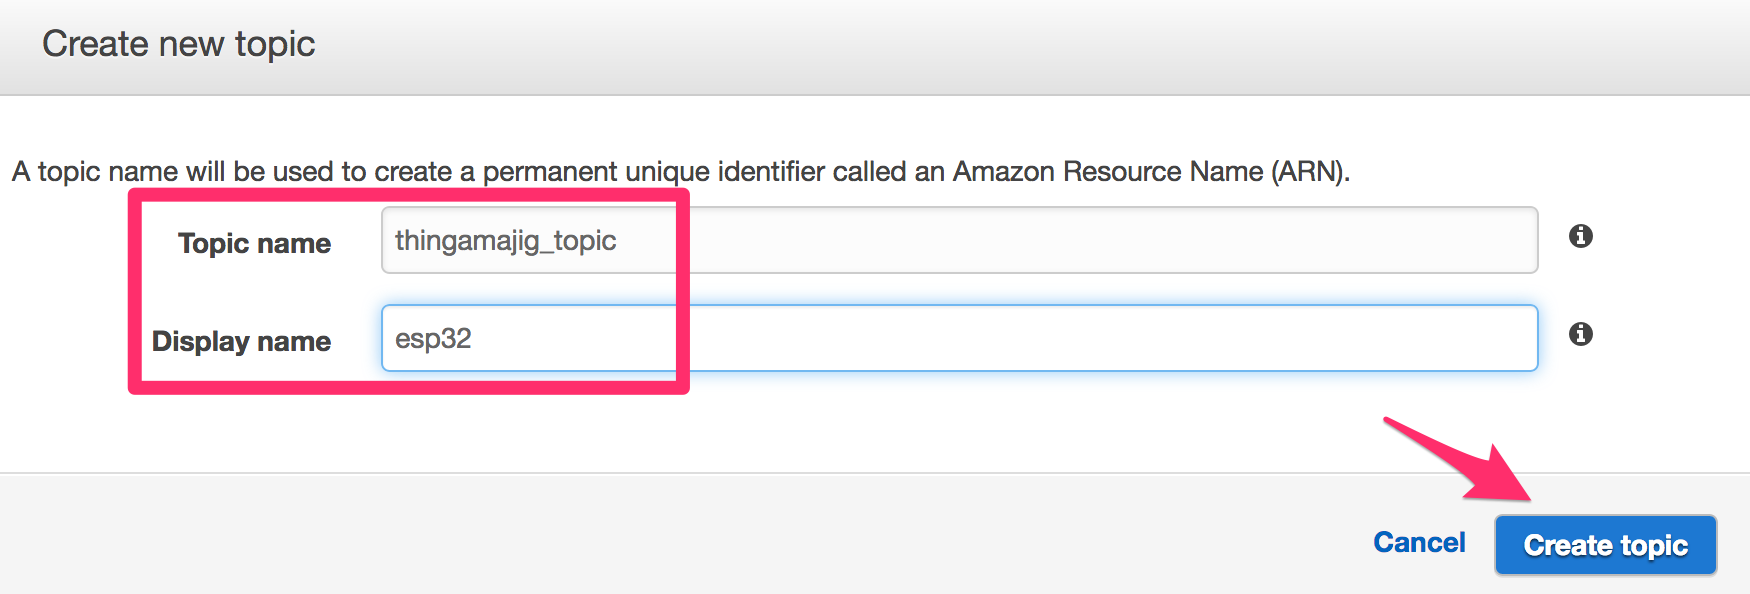 Create new topic
A topic name will be used to create a permanent unique identifier called an Amazon Resource Name (ARN).
Topic name thingamajig_topic
Display name esp32
Cancel Create topic